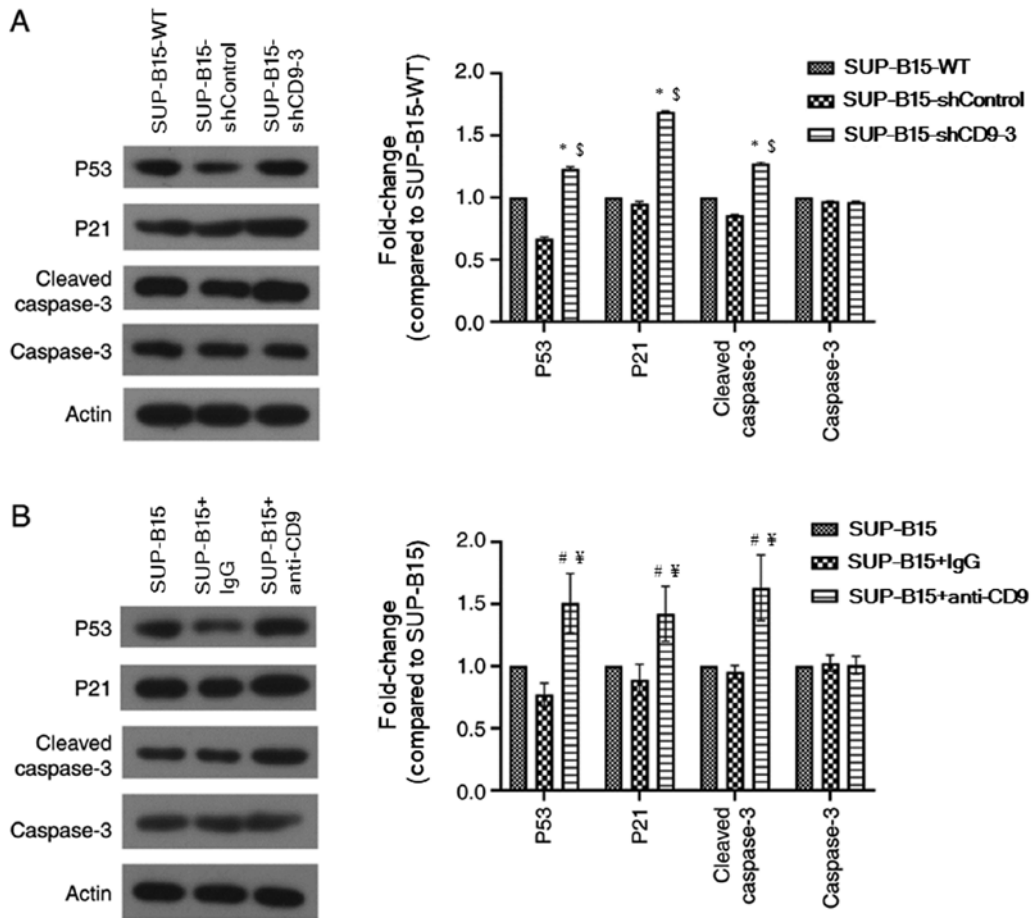 A
SUP-B15-WT
SUP-B15-
shControl
SUP-B15-
shCD9-3
P53
P21
Cleaved
caspase-3
Caspase-3
Actin
Fold-change
(compared to SUP-B15-WT)
2.0
1.5
1.0
0.5
0.0
* $
* $
* $
P53
P21
Cleaved
caspase-3
Caspase-3
SUP-B15-WT
SUP-B15-shControl
SUP-B15-shCD9-3
B
SUP-B15
SUP-B15+
IgG
SUP-B15+
anti-CD9
P53
P21
Cleaved
caspase-3
Caspase-3
Actin
Fold-change
(compared to SUP-B15)
2.0
1.5
1.0
0.5
0.0
# ¥
# ¥
# ¥
P53
P21
Cleaved
caspase-3
Caspase-3
SUP-B15
SUP-B15+IgG
SUP-B15+anti-CD9